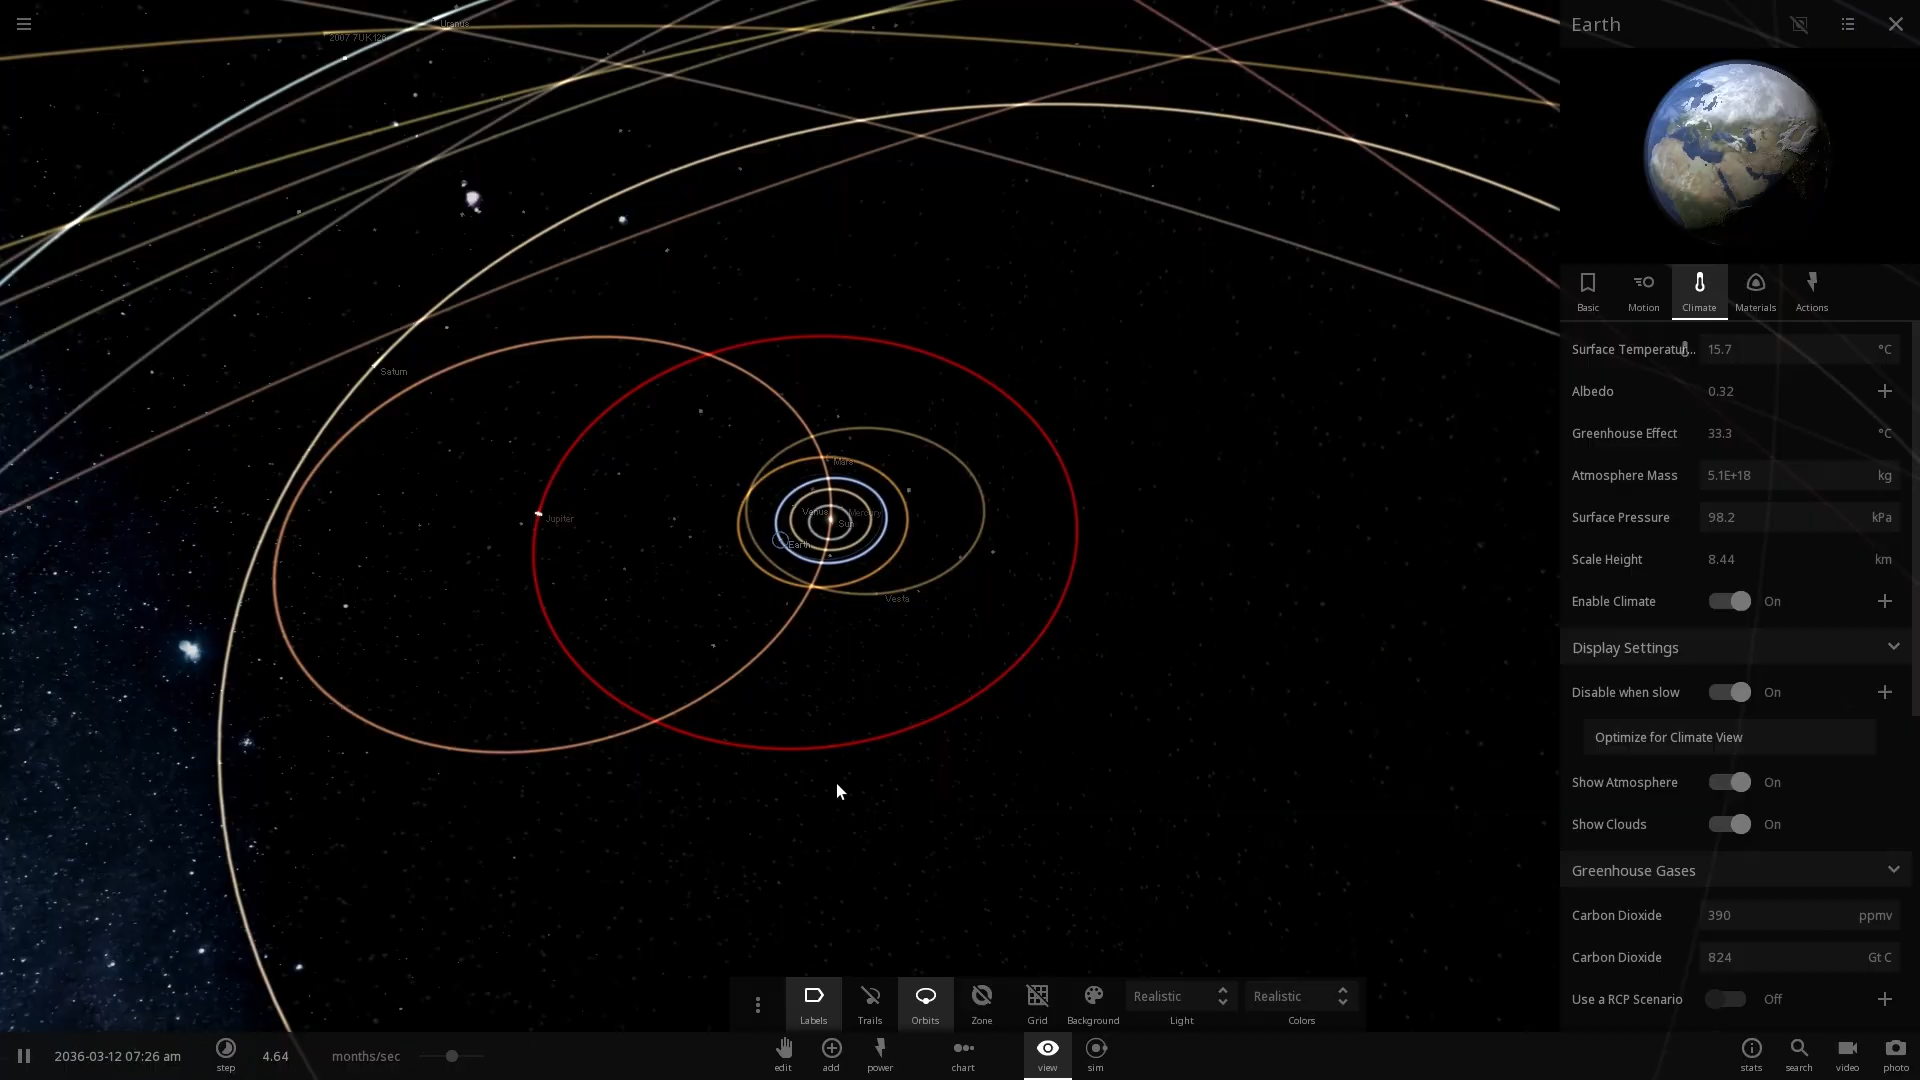 Uranus
2007 7UK126
Saturn
Jupiter
Mars
Venus
Mercury
Sun
Earth
Vesta
Earth
Basic
Motion
Climate
Materials
Actions
Surface Temperatur... 15.7 °C
Albedo 0.32
Greenhouse Effect 33.3 °C
Atmosphere Mass 5.1E+18 kg
Surface Pressure 98.2 kPa
Scale Height 8.44 km
Enable Climate On
Display Settings
Disable when slow On
Optimize for Climate View
Show Atmosphere On
Show Clouds On
Greenhouse Gases
Carbon Dioxide 390 ppmv
Carbon Dioxide 824 Gt C
Use a RCP Scenario Off
Labels
Trails
Orbits
Zone
Grid
Background
Realistic
Light
Realistic
Colors
2036-03-12 07:26 am
step
4.64 months/sec
edit
add
power
chart
view
sim
stats
search
video
photo